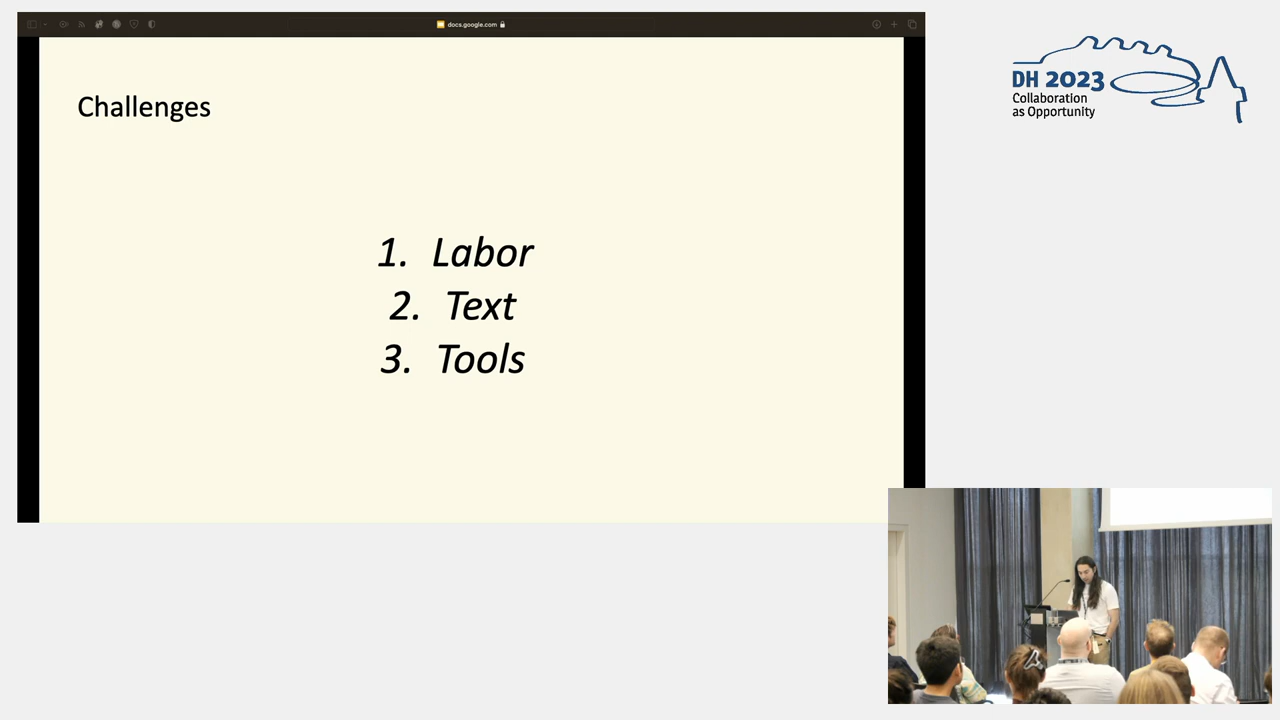 docs.google.com
Challenges
1. Labor
2. Text
3. Tools
DH 2023
Collaboration
as Opportunity